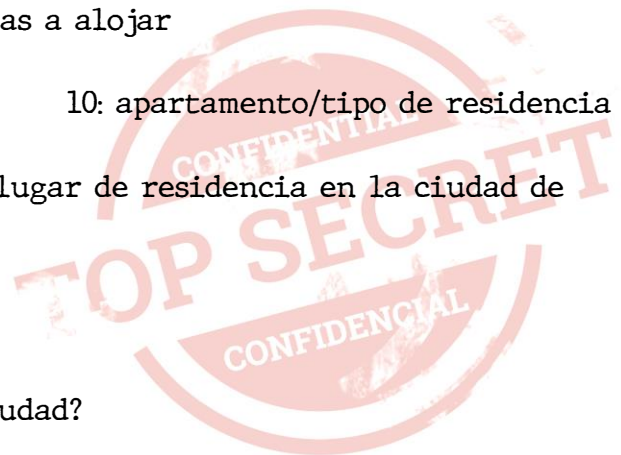 as a alojar
10: apartamento/tipo de residencia
CONFIDENTIAL
lugar de residencia en la ciudad de
TOP SECRET
CONFIDENCIAL
udad?